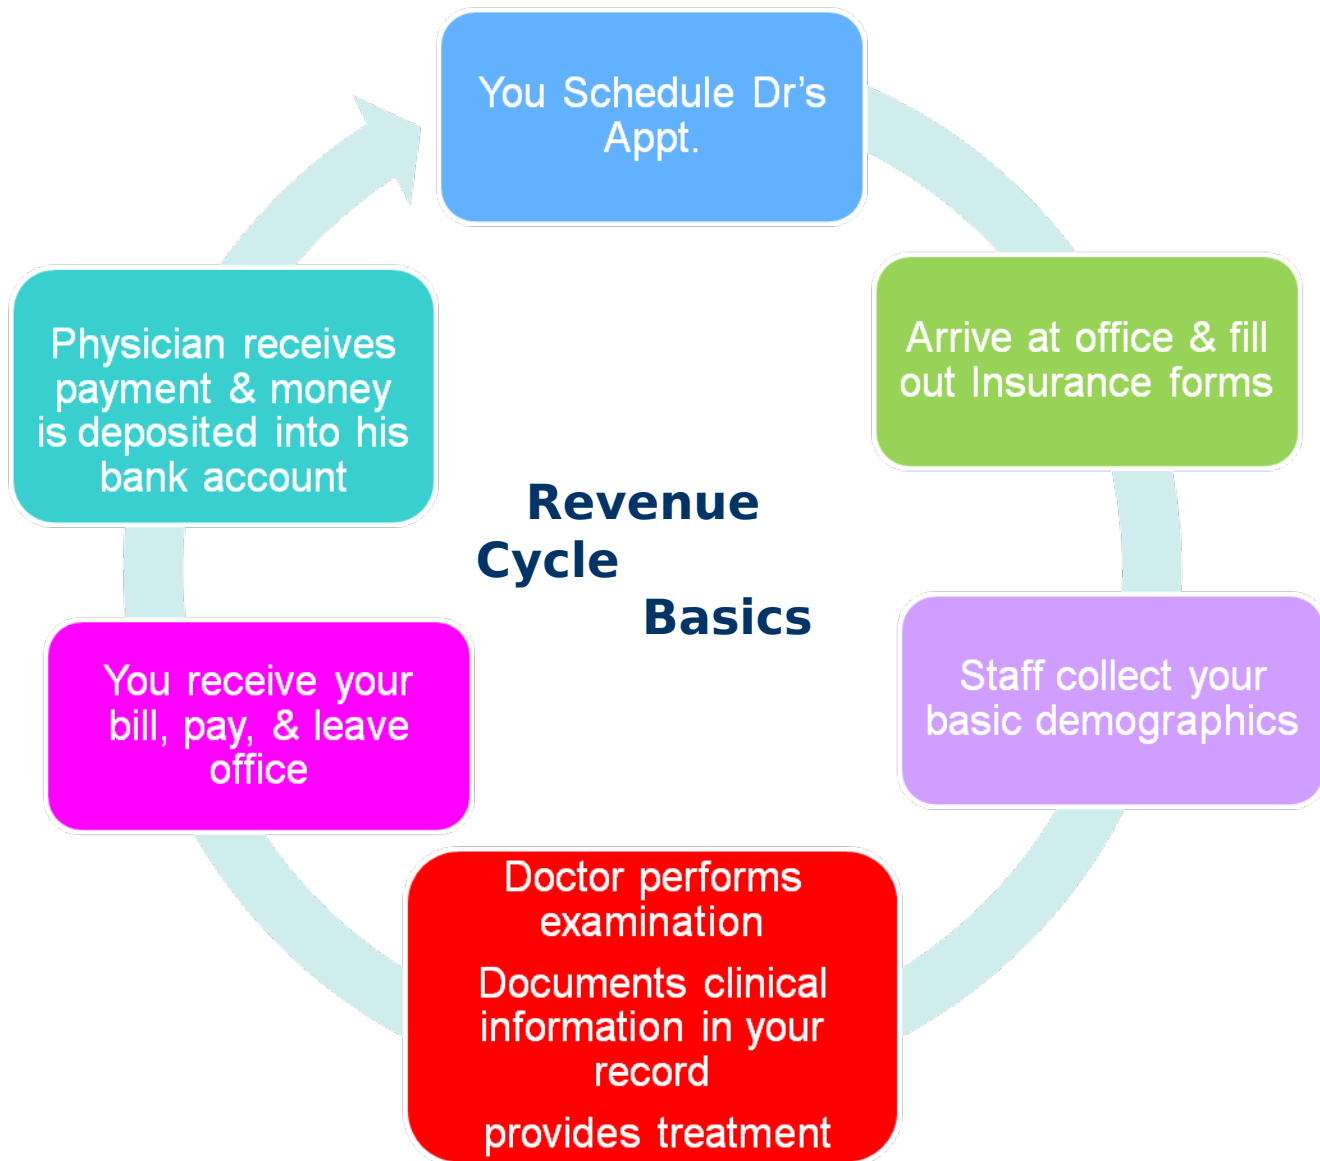 You Schedule Dr’s
Appt.
Arrive at office & fill
out Insurance forms
Staff collect your
basic demographics
Doctor performs
examination
Documents clinical
information in your
record
provides treatment
You receive your
bill, pay, & leave
office
Physician receives
payment & money
is deposited into his
bank account
Revenue
Cycle
Basics